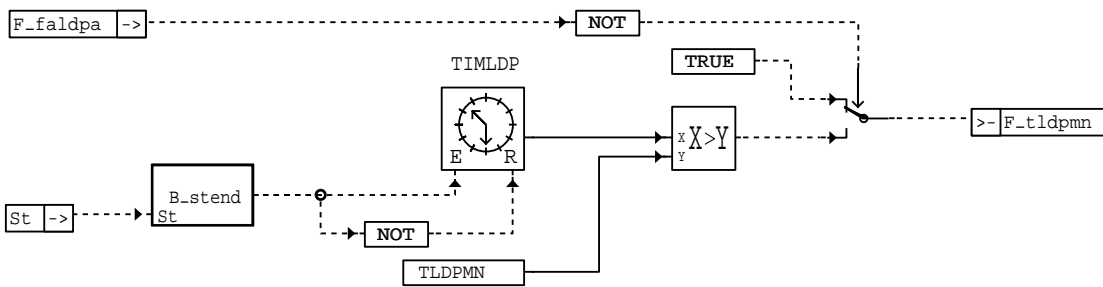 F_faldpa ->
NOT
TRUE
TIMLDP
>- F_tldpmn
X X>Y
Y
E R
B_stend
St
St ->
NOT
TLDPMN